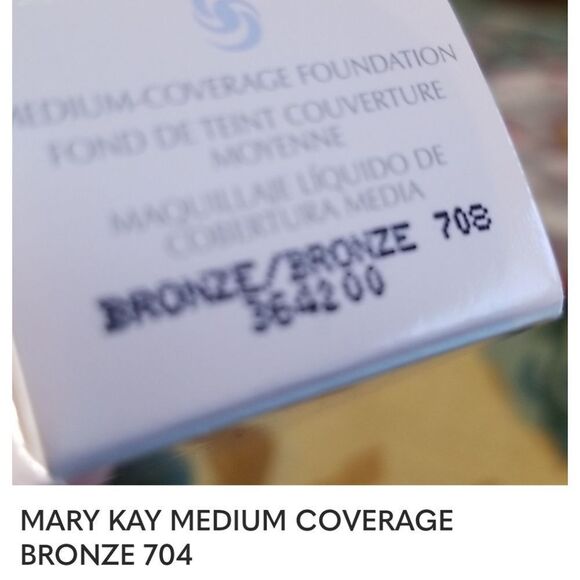 MEDIUM-COVERAGE FOUNDATION
FOND DE TEINT COUVERTURE
MOYENNE
MAQUILLAJE LÍQUIDO DE
COBERTURA MEDIA
BRONZE/BRONZE 708
364200
MARY KAY MEDIUM COVERAGE
BRONZE 704